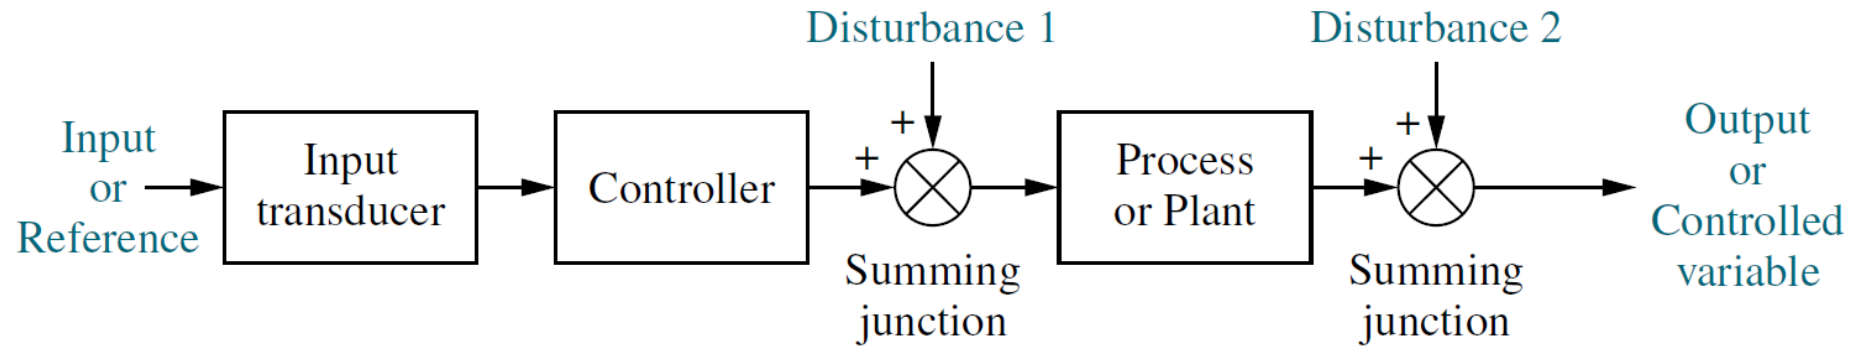 Disturbance 1
Disturbance 2
Input
or
Reference
Input
transducer
Controller
+
+
Summing
junction
Process
or Plant
+
+
Summing
junction
Output
or
Controlled
variable